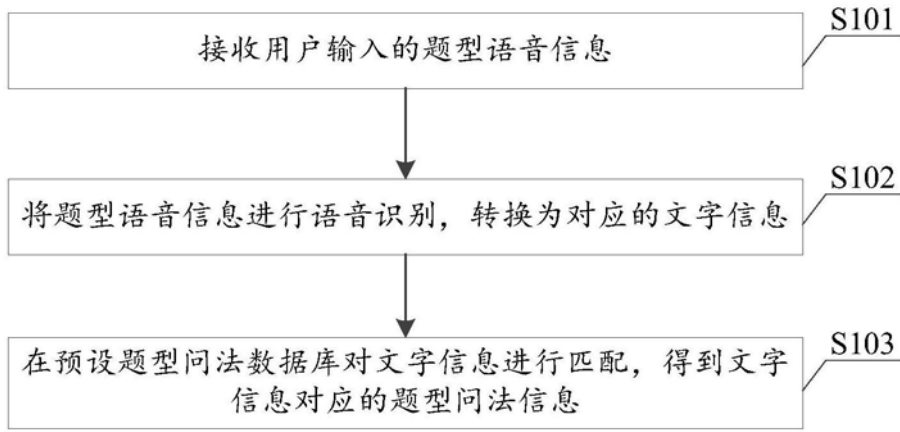 S101
接收用户输入的题型语音信息
S102
将题型语音信息进行语音识别，转换为对应的文字信息
S103
在预设题型问法数据库对文字信息进行匹配，得到文字
信息对应的题型问法信息